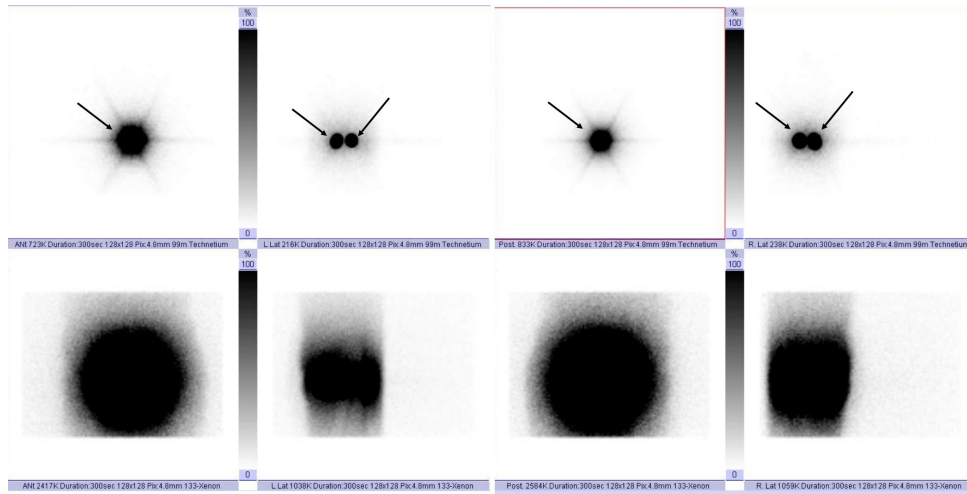 %
100
0
%
100
0
ANt 723K Duration:300sec 128x128 Pix:4.8mm 99m Technetium
L Lat 216K Duration:300sec 128x128 Pix:4.8mm 99m Technetium
Post. 833K Duration:300sec 128x128 Pix:4.8mm 99m Technetium
R. Lat 238K Duration:300sec 128x128 Pix:4.8mm 99m Technetium
%
100
0
%
100
0
ANt 2417K Duration:300sec 128x128 Pix:4.8mm 133-Xenon
L Lat 1038K Duration:300sec 128x128 Pix:4.8mm 133-Xenon
Post. 2584K Duration:300sec 128x128 Pix:4.8mm 133-Xenon
R. Lat 1059K Duration:300sec 128x128 Pix:4.8mm 133-Xenon